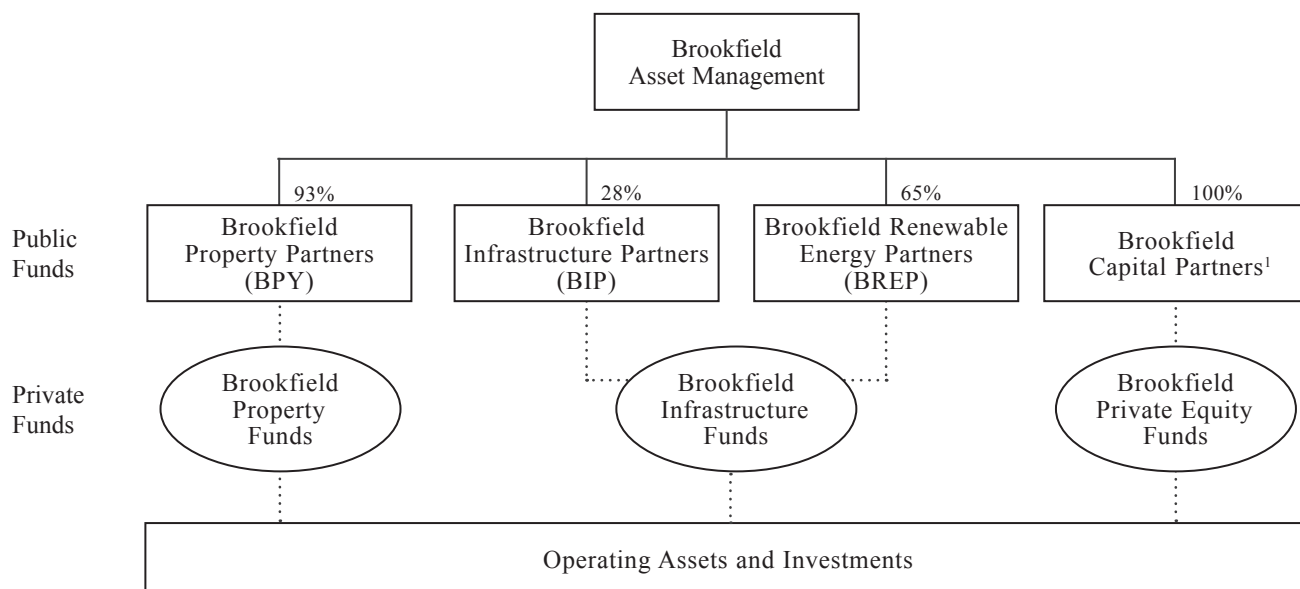 Brookfield
Asset Management
93%
28%
65%
100%
Public
Funds
Brookfield
Property Partners
(BPY)
Brookfield
Infrastructure Partners
(BIP)
Brookfield Renewable
Energy Partners
(BREP)
Brookfield
Capital Partners¹
Private
Funds
Brookfield
Property
Funds
Brookfield
Infrastructure
Funds
Brookfield
Private Equity
Funds
Operating Assets and Investments